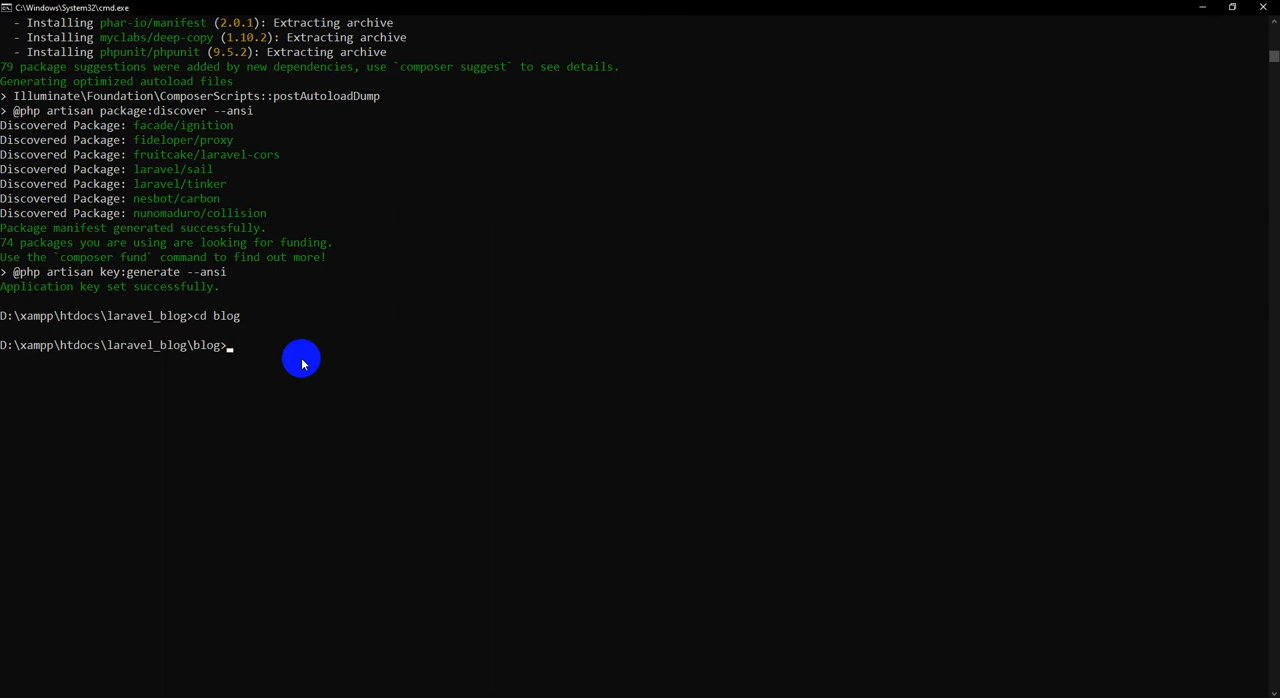 C:\Windows\System32\cmd.exe
- Installing phar-io/manifest (2.0.1): Extracting archive
- Installing myclabs/deep-copy (1.10.2): Extracting archive
- Installing phpunit/phpunit (9.5.2): Extracting archive
79 package suggestions were added by new dependencies, use `composer suggest` to see details.
Generating optimized autoload files
> Illuminate\Foundation\ComposerScripts::postAutoloadDump
> @php artisan package:discover --ansi
Discovered Package: facade/ignition
Discovered Package: fideloper/proxy
Discovered Package: fruitcake/laravel-cors
Discovered Package: laravel/sail
Discovered Package: laravel/tinker
Discovered Package: nesbot/carbon
Discovered Package: nunomaduro/collision
Package manifest generated successfully.
74 packages you are using are looking for funding.
Use the `composer fund` command to find out more!
> @php artisan key:generate --ansi
Application key set successfully.
D:\xampp\htdocs\laravel_blog>cd blog
D:\xampp\htdocs\laravel_blog\blog>